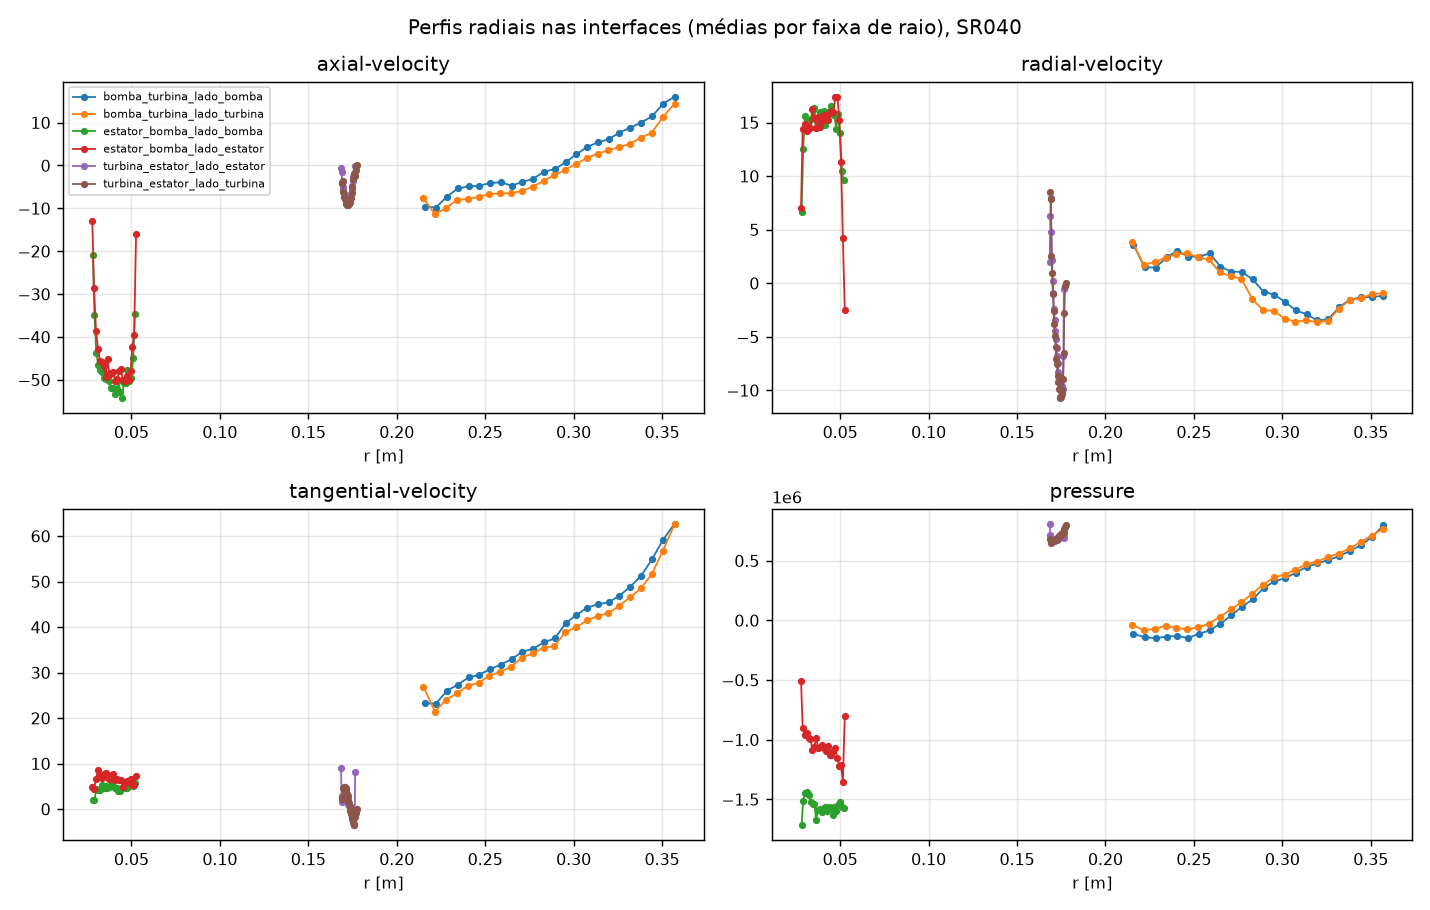 Perfis radiais nas interfaces (médias por faixa de raio), SR040
axial-velocity
10
0
−10
−20
−30
−40
−50
bomba_turbina_lado_bomba
bomba_turbina_lado_turbina
estator_bomba_lado_bomba
estator_bomba_lado_estator
turbina_estator_lado_estator
turbina_estator_lado_turbina
0.05 0.10 0.15 0.20 0.25 0.30 0.35
r [m]
radial-velocity
15
10
5
0
−5
−10
0.05 0.10 0.15 0.20 0.25 0.30 0.35
r [m]
tangential-velocity
60
50
40
30
20
10
0
0.05 0.10 0.15 0.20 0.25 0.30 0.35
r [m]
pressure
1e6
0.5
0.0
−0.5
−1.0
−1.5
0.05 0.10 0.15 0.20 0.25 0.30 0.35
r [m]